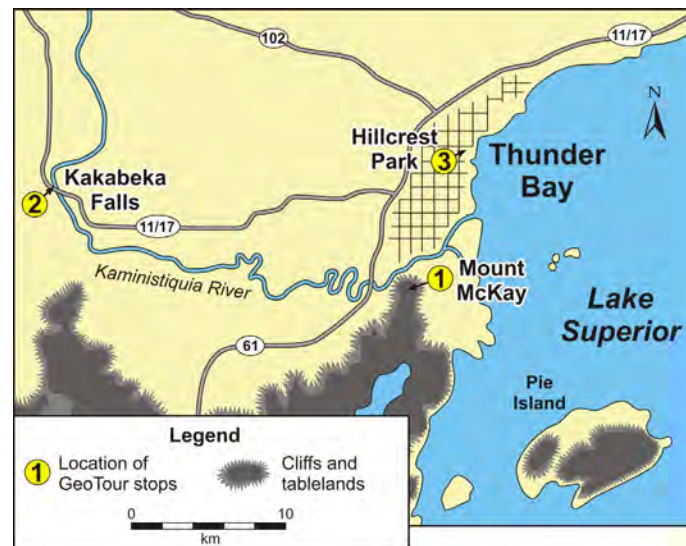 102
11/17
N
Hillcrest
Park
3
Thunder
Bay
2
Kakabeka
Falls
11/17
Kaministiquia River
1
Mount
McKay
Lake
Superior
61
Pie
Island
Legend
1
Location of
GeoTour stops
Cliffs and
tablelands
0
10
km